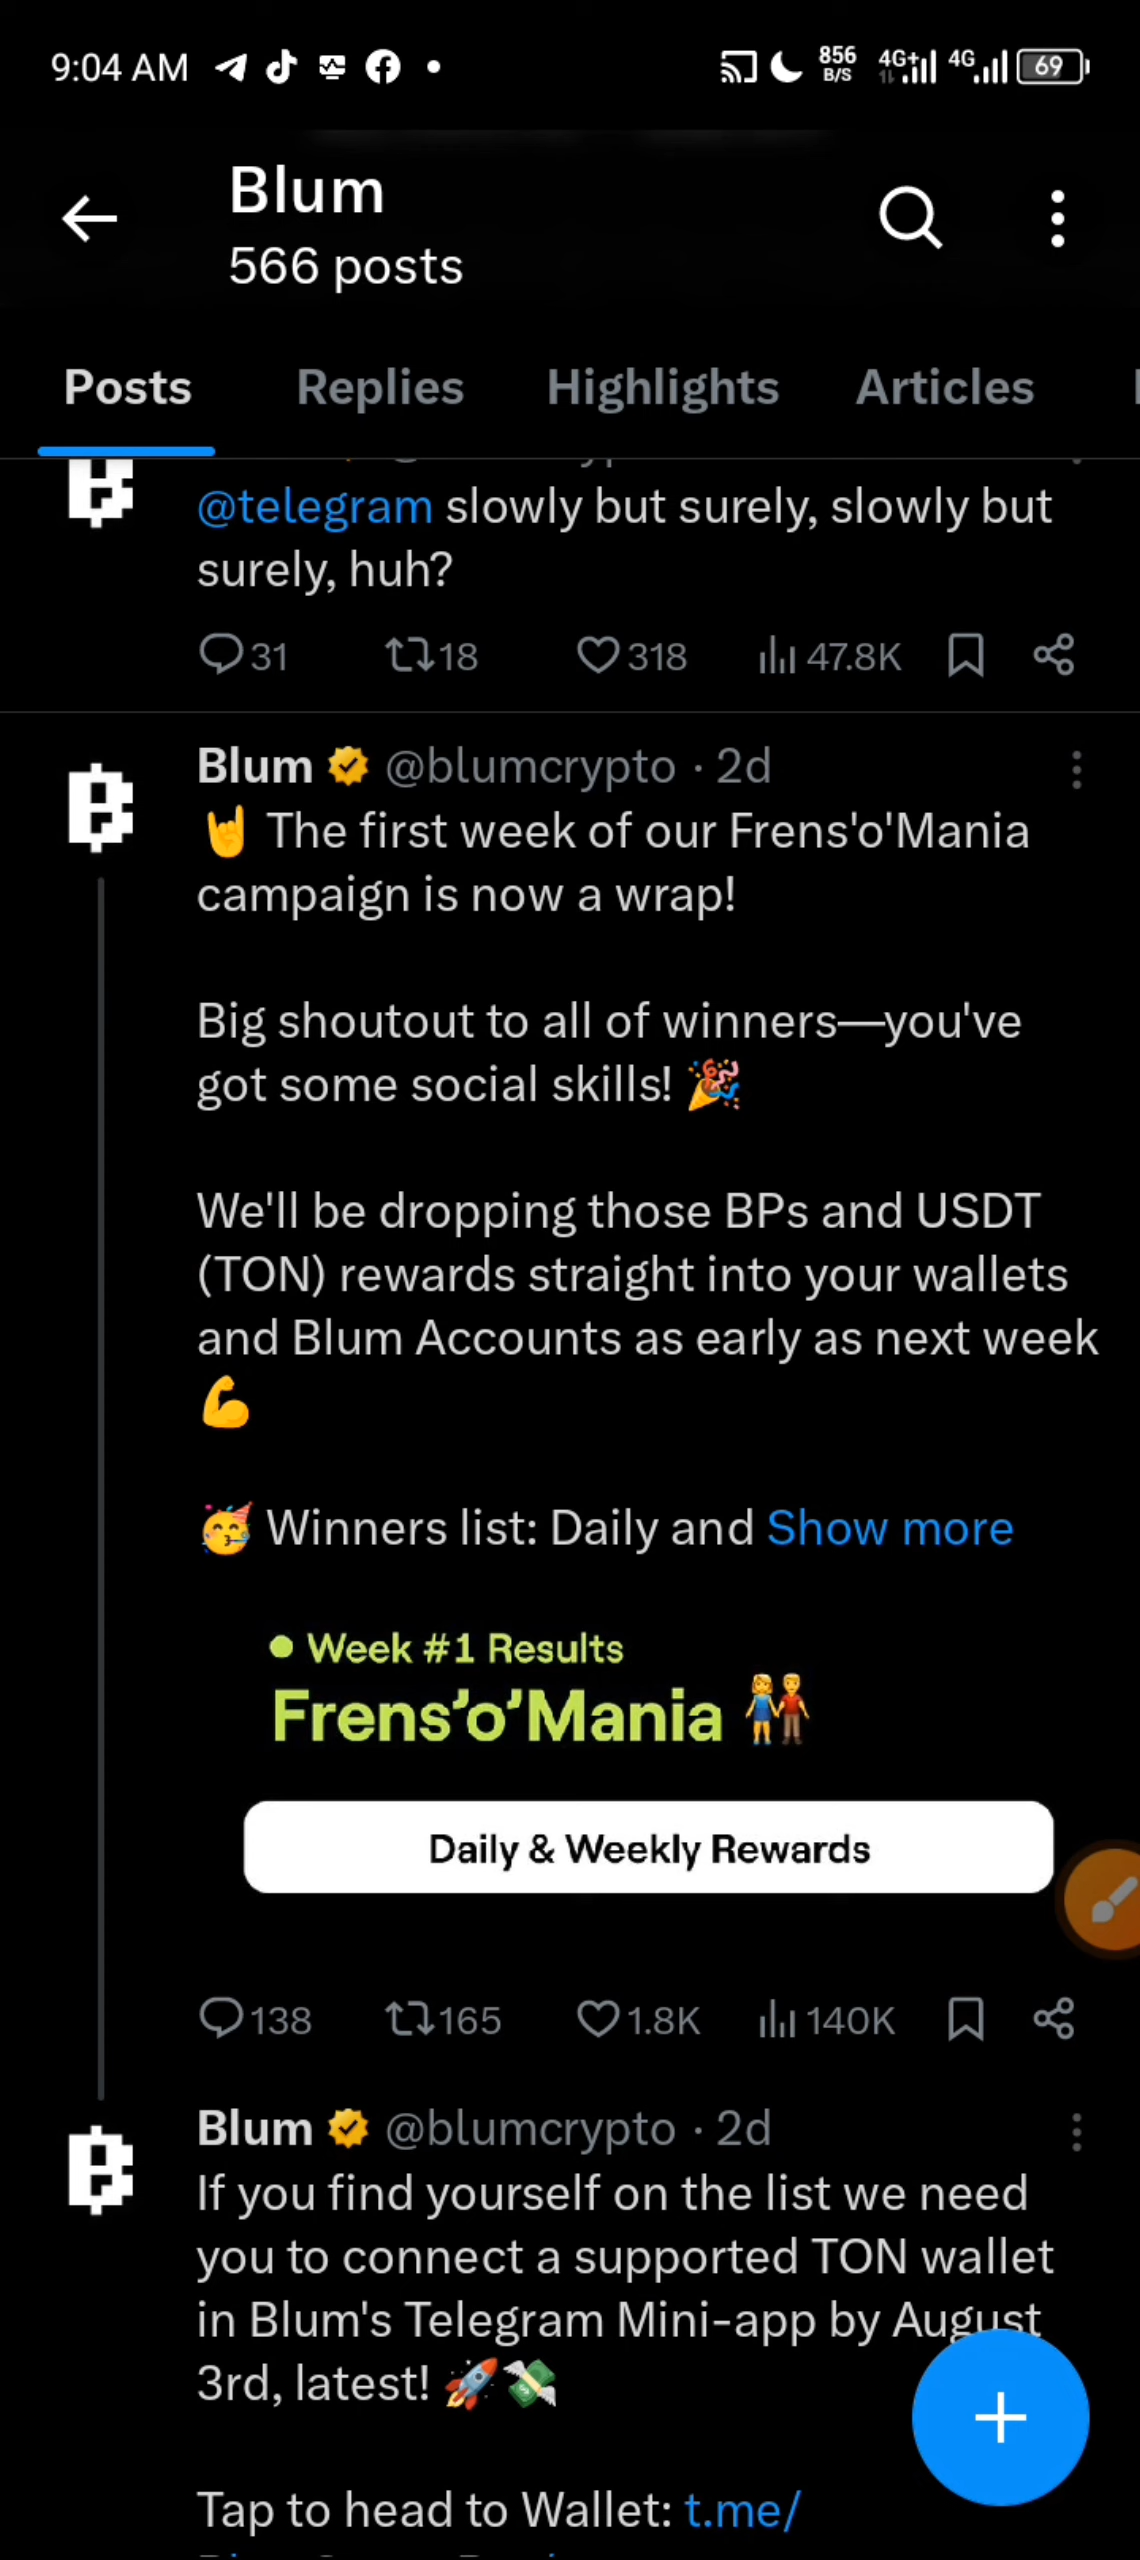 9:04 AM
856
B/S
4G+
4G
69
Blum
566 posts
Posts
Replies
Highlights
Articles
@telegram slowly but surely, slowly but
surely, huh?
31
18
318
47.8K
Blum @blumcrypto · 2d
🤘 The first week of our Frens'o'Mania
campaign is now a wrap!
Big shoutout to all of winners—you've
got some social skills! 🎉
We'll be dropping those BPs and USDT
(TON) rewards straight into your wallets
and Blum Accounts as early as next week
💪
🥳 Winners list: Daily and Show more
Week #1 Results
Frens’o’Mania 👫
Daily & Weekly Rewards
138
165
1.8K
140K
Blum @blumcrypto · 2d
If you find yourself on the list we need
you to connect a supported TON wallet
in Blum's Telegram Mini-app by August
3rd, latest! 🚀💸
Tap to head to Wallet: t.me/